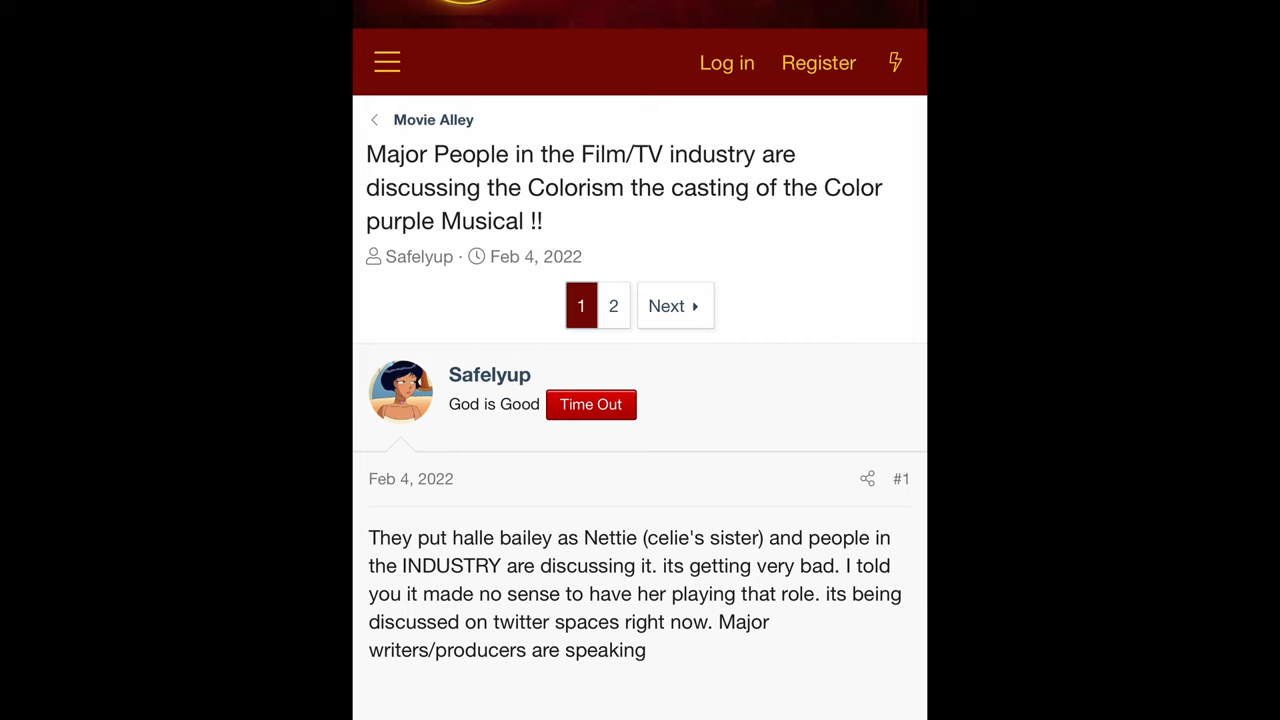 Log in Register
Movie Alley
Major People in the Film/TV industry are
discussing the Colorism the casting of the Color
purple Musical !!
Safelyup · Feb 4, 2022
1 2 Next
Safelyup
God is Good Time Out
Feb 4, 2022 #1
They put halle bailey as Nettie (celie's sister) and people in
the INDUSTRY are discussing it. its getting very bad. I told
you it made no sense to have her playing that role. its being
discussed on twitter spaces right now. Major
writers/producers are speaking